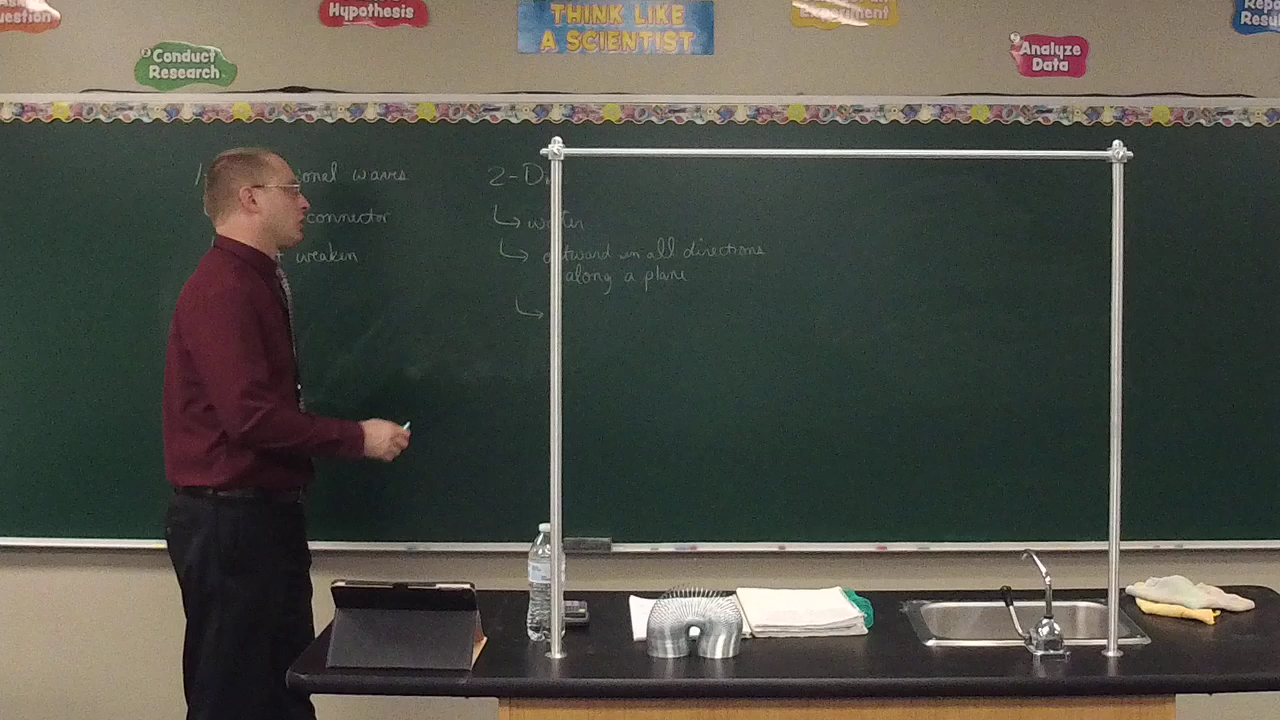 Hypothesis
THINK LIKE
A SCIENTIST
Conduct
Research
Analyze
Data
onal waves
connector
weaken
2-D
water
outward in all directions
along a plane